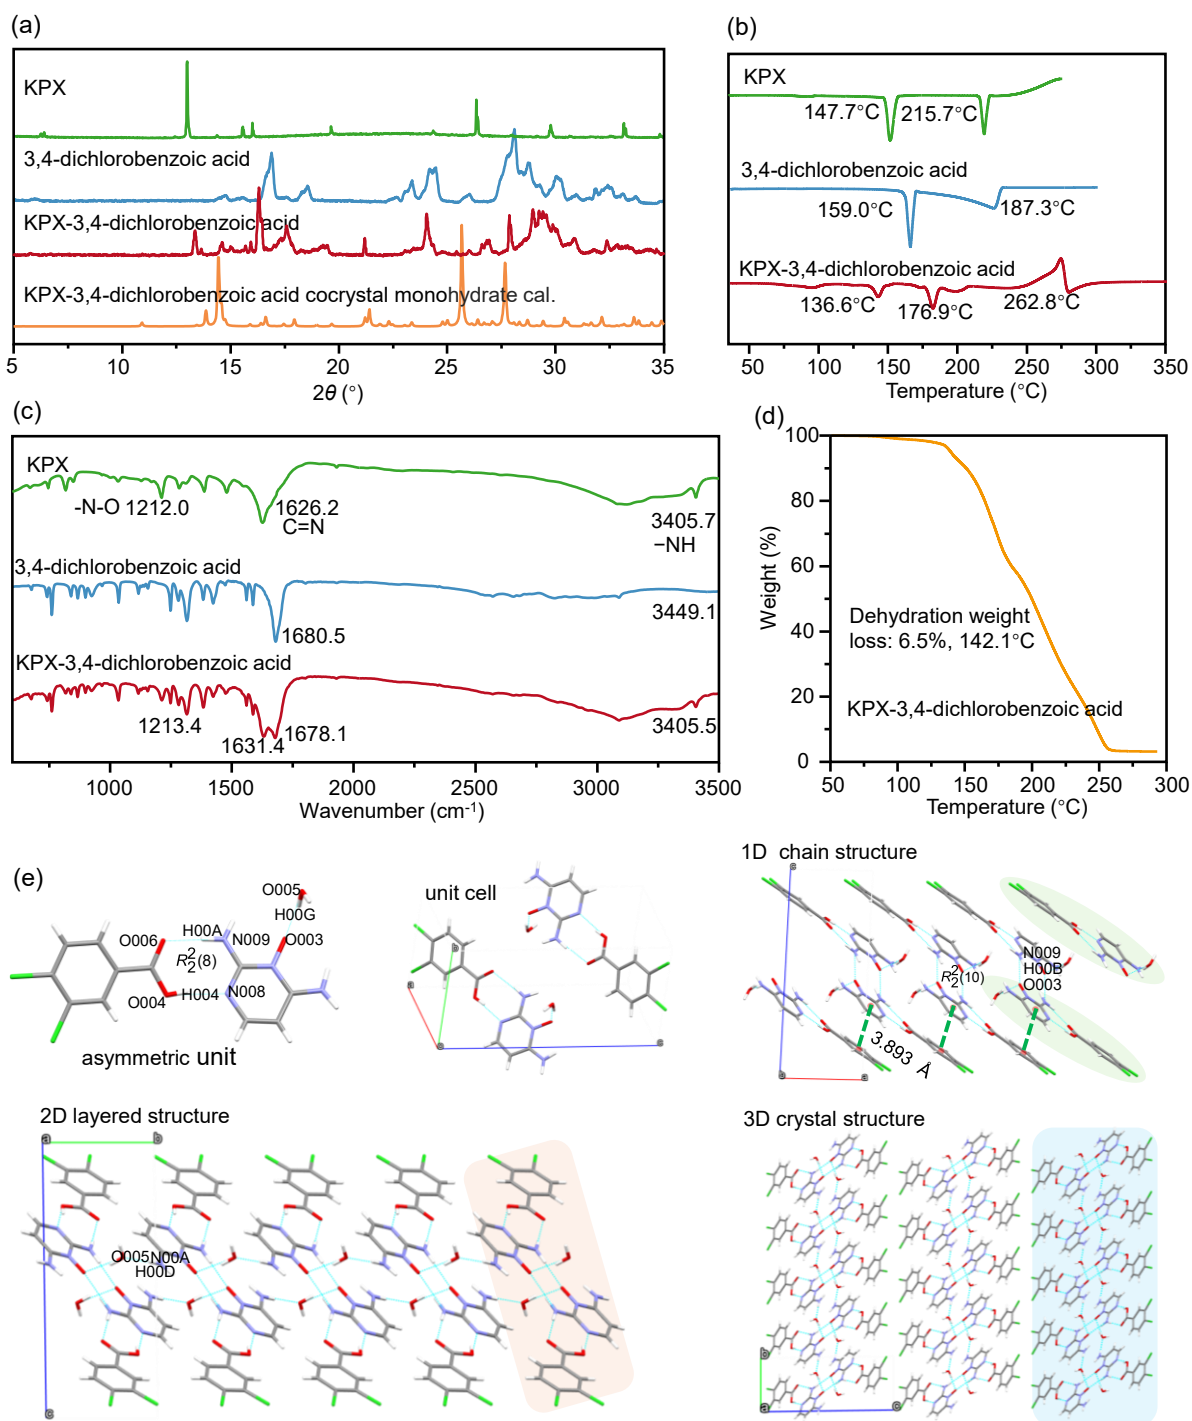 (a)
KPX
3,4-dichlorobenzoic acid
KPX-3,4-dichlorobenzoic acid
KPX-3,4-dichlorobenzoic acid cocrystal monohydrate cal.
5 10 15 20 25 30 35
2θ (°)
(b)
KPX
147.7°C 215.7°C
3,4-dichlorobenzoic acid
159.0°C 187.3°C
KPX-3,4-dichlorobenzoic acid
136.6°C 176.9°C 262.8°C
50 100 150 200 250 300 350
Temperature (°C)
(c)
KPX
-N-O 1212.0
1626.2
C=N
3405.7
−NH
3,4-dichlorobenzoic acid
1680.5
3449.1
KPX-3,4-dichlorobenzoic acid
1213.4
1631.4
1678.1
3405.5
1000 1500 2000 2500 3000 3500
Wavenumber (cm⁻¹)
(d)
100
80
60
40
20
0
Weight (%)
Dehydration weight
loss: 6.5%, 142.1°C
KPX-3,4-dichlorobenzoic acid
50 100 150 200 250 300
Temperature (°C)
(e)
O005
H00G
H00A
O006
N009
O003
R²₂(8)
O004
H004
N008
asymmetric unit
unit cell
b
a
c
c
1D chain structure
c
N009
H00B
O003
R²₂(10)
3.893 Å
a
a
2D layered structure
a
b
O005
N00A
H00D
c
3D crystal structure
b
a
c